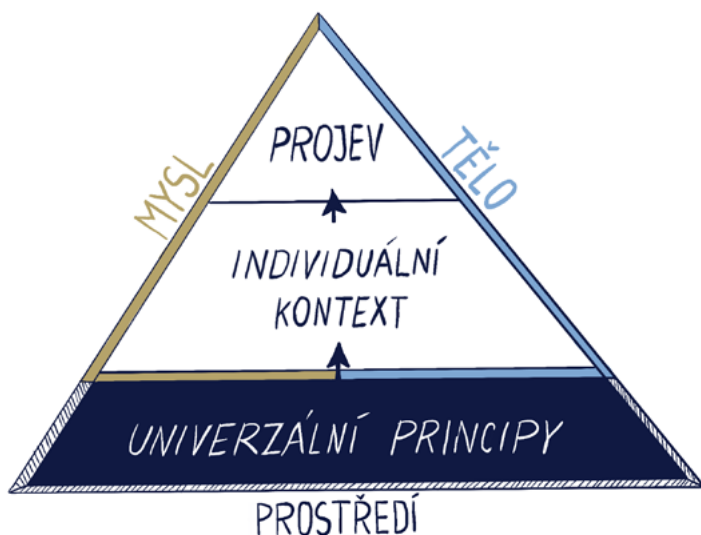 PROJEV
MYSL
TĚLO
INDIVIDUÁLNÍ
KONTEXT
UNIVERZÁLNÍ PRINCIPY
PROSTŘEDÍ